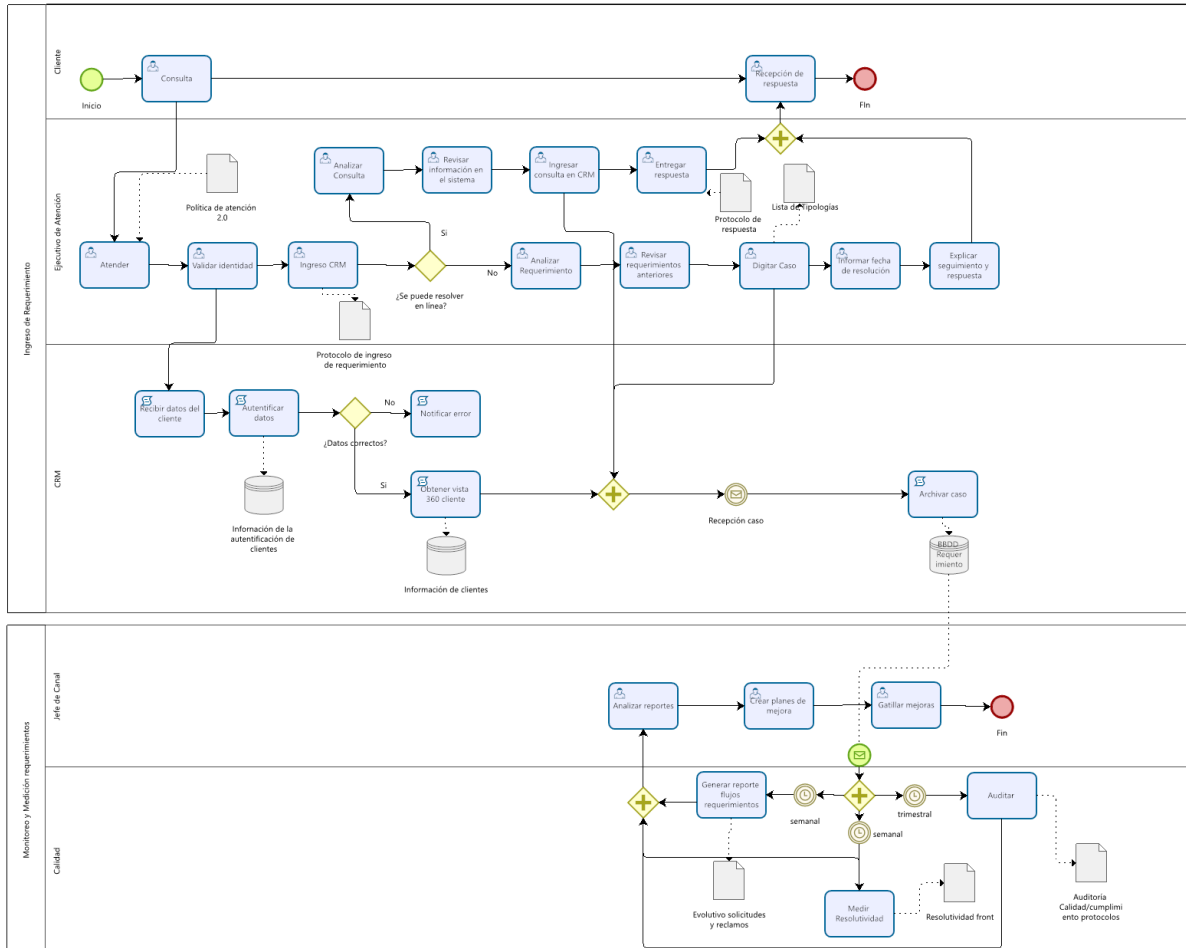 Ingreso de Requerimiento
Cliente
Inicio
Consulta
Recepción de
respuesta
FIn
Ejecutivo de Atención
Analizar
Consulta
Revisar
información en
el sistema
Ingresar
consulta en CRM
Entregar
respuesta
Política de atención
2.0
Protocolo de
respuesta
Lista de Tipologías
Si
Atender
Validar identidad
Ingreso CRM
¿Se puede resolver
en línea?
No
Analizar
Requerimiento
Revisar
requerimientos
anteriores
Digitar Caso
Informar fecha
de resolución
Explicar
seguimiento y
respuesta
Protocolo de ingreso
de requerimiento
CRM
Recibir datos del
cliente
Autentificar
datos
¿Datos correctos?
No
Notificar error
Si
Obtener vista
360 cliente
Recepción caso
Archivar caso
Infornación de la
autentificación de
clientes
Información de clientes
BBDD
Requer
imiento
Monitoreo y Medición requerimientos
Jefe de Canal
Analizar reportes
Crear planes de
mejora
Gatillar mejoras
Fin
Calidad
Generar reporte
flujos
requerimientos
semanal
semanal
trimestral
Auditar
Evolutivo solicitudes
y reclamos
Medir
Resolutividad
Resolutividad front
Auditoría
Calidad/cumplimi
ento protocolos